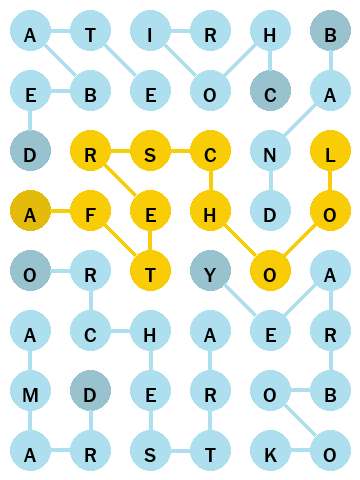 A T I R H B
E B E O C A
D R S C N L
A F E H D O
O R T Y O A
A C H A E R
M D E R O B
A R S T K O